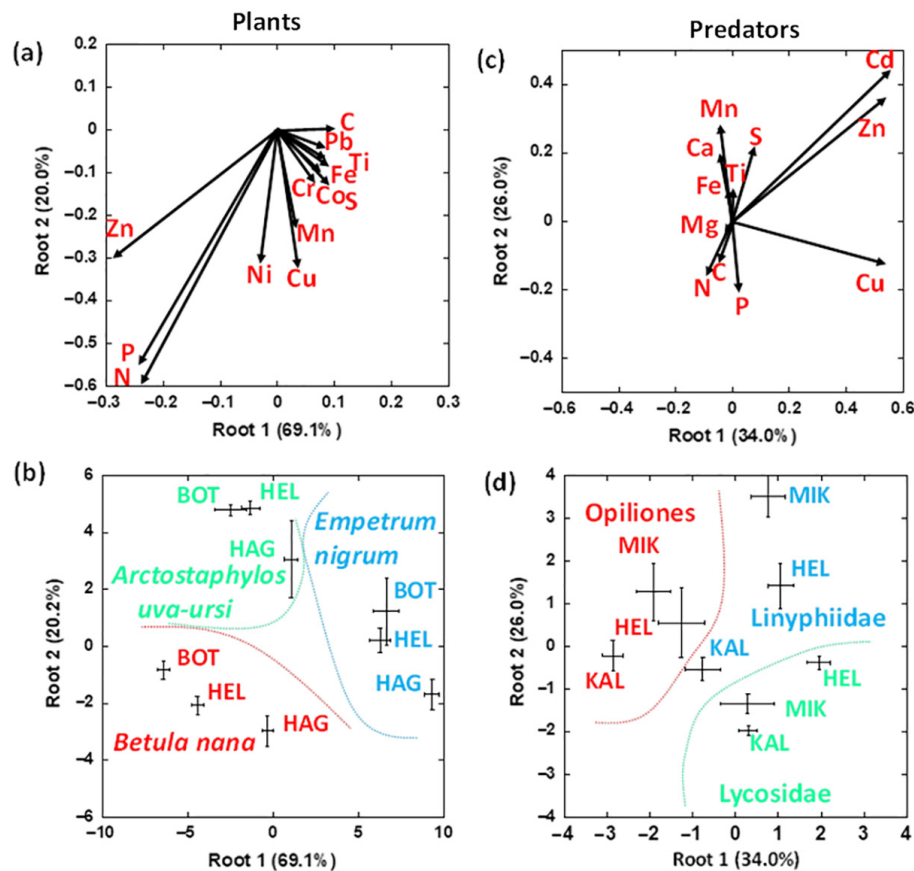 Plants
(a)
0.2
0.1
0
−0.1
−0.2
−0.3
−0.4
−0.5
−0.6
Root 2 (20.0%)
C
Pb
Ti
Fe
Cr
Co
S
Mn
Zn
Ni
Cu
P
N
−0.3
−0.2
−0.1
0
0.1
0.2
0.3
Root 1 (69.1%)
Predators
(c)
0.4
0.2
0
−0.2
−0.4
Root 2 (26.0%)
Cd
Zn
Mn
S
Ca
Ti
Fe
Mg
C
N
P
Cu
−0.6
−0.4
−0.2
0
0.2
0.4
0.6
Root 1 (34.0%)
(b)
6
4
2
0
−2
−4
−6
Root 2 (20.2%)
BOT
HEL
Empetrum
nigrum
HAG
Arctostaphylos
uva-ursi
BOT
HEL
BOT
HEL
HAG
HAG
Betula nana
−10
−5
0
5
10
Root 1 (69.1%)
(d)
4
3
2
1
0
−1
−2
−3
−4
Root 2 (26.0%)
Opiliones
MIK
MIK
HEL
Linyphiidae
HEL
KAL
KAL
HEL
MIK
KAL
Lycosidae
−4
−3
−2
−1
0
1
2
3
4
Root 1 (34.0%)